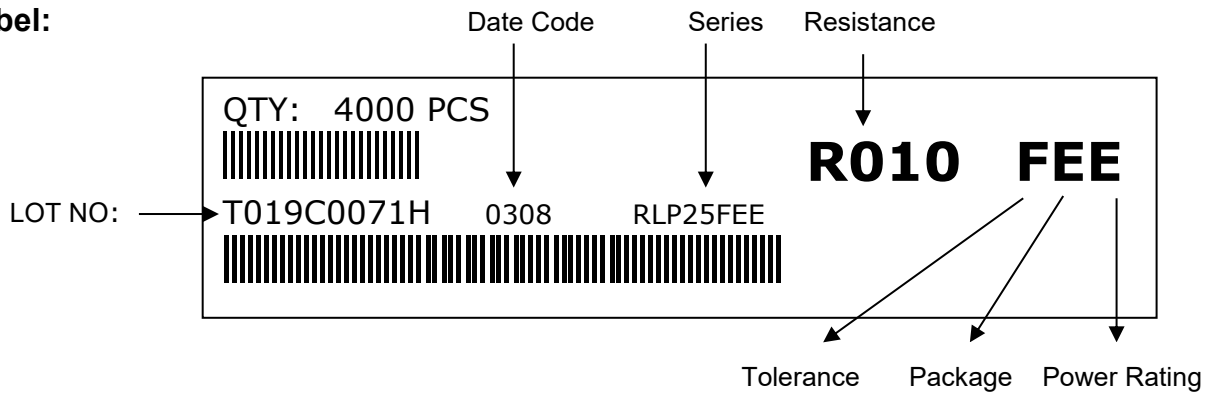 bel:
Date Code Series Resistance
QTY: 4000 PCS
R010 FEE
LOT NO: T019C0071H 0308 RLP25FEE
Tolerance Package Power Rating